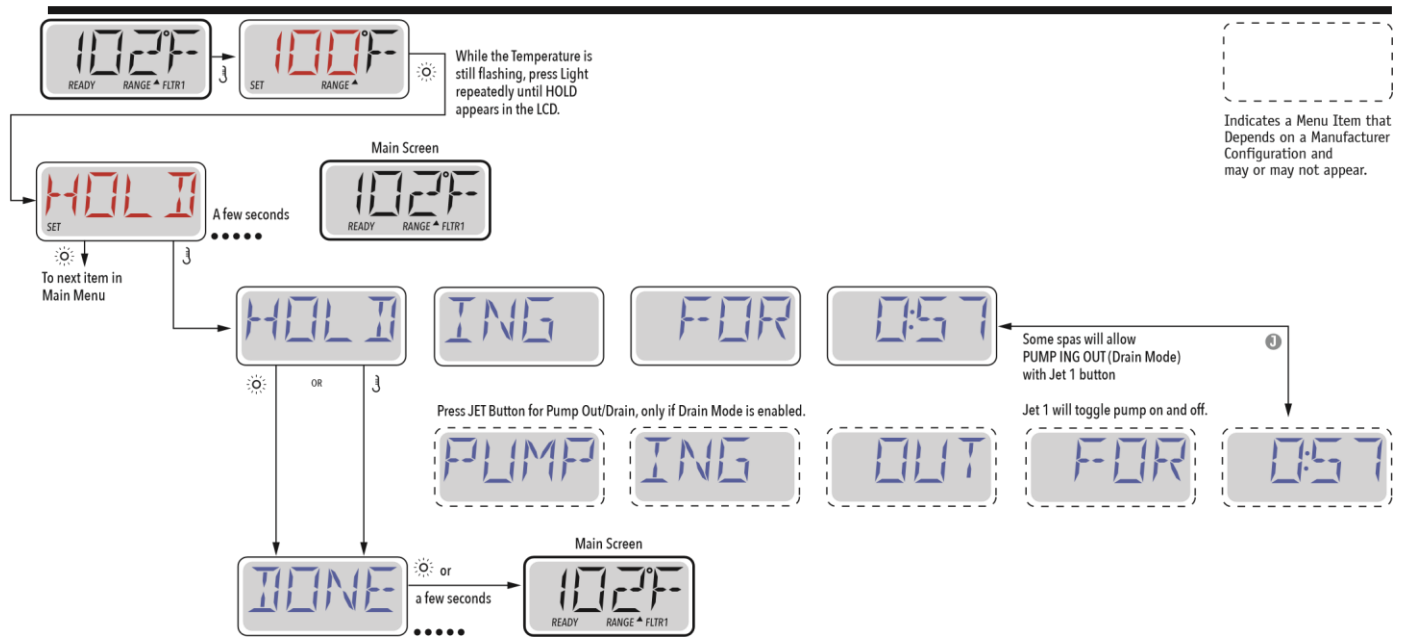 102°F
READY RANGE FLTR1
100°F
SET RANGE
While the Temperature is
still flashing, press Light
repeatedly until HOLD
appears in the LCD.
Indicates a Menu Item that
Depends on a Manufacturer
Configuration and
may or may not appear.
HOLD
SET
A few seconds
Main Screen
102°F
READY RANGE FLTR1
To next item in
Main Menu
HOLD
ING
FOR
0:57
Some spas will allow
PUMP ING OUT (Drain Mode)
with Jet 1 button
J
OR
Press JET Button for Pump Out/Drain, only if Drain Mode is enabled.
Jet 1 will toggle pump on and off.
PUMP
ING
OUT
FOR
0:57
DONE
or
a few seconds
Main Screen
102°F
READY RANGE FLTR1